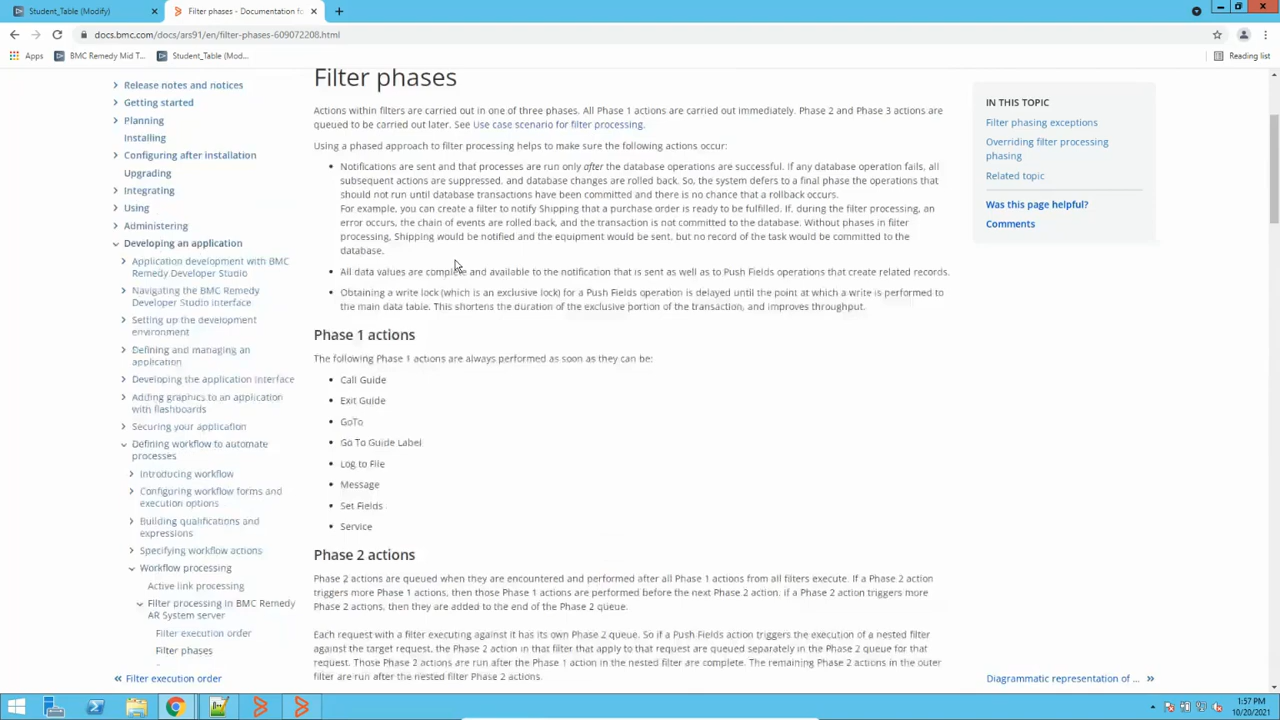 Student_Table (Modify)
Filter phases - Documentation fo
docs.bmc.com/docs/ars91/en/filter-phases-609072208.html
Apps
BMC Remedy Mid T...
Student_Table (Mod...
Reading list
Release notes and notices
Getting started
Planning
Installing
Configuring after installation
Upgrading
Integrating
Using
Administering
Developing an application
Application development with BMC
Remedy Developer Studio
Navigating the BMC Remedy
Developer Studio interface
Setting up the development
environment
Defining and managing an
application
Developing the application interface
Adding graphics to an application
with flashboards
Securing your application
Defining workflow to automate
processes
Introducing workflow
Configuring workflow forms and
execution options
Building qualifications and
expressions
Specifying workflow actions
Workflow processing
Active link processing
Filter processing in BMC Remedy
AR System server
Filter execution order
Filter phases
« Filter execution order
Filter phases
Actions within filters are carried out in one of three phases. All Phase 1 actions are carried out immediately. Phase 2 and Phase 3 actions are
queued to be carried out later. See Use case scenario for filter processing.
Using a phased approach to filter processing helps to make sure the following actions occur:
• Notifications are sent and that processes are run only after the database operations are successful. If any database operation fails, all
subsequent actions are suppressed, and database changes are rolled back. So, the system defers to a final phase the operations that
should not run until database transactions have been committed and there is no chance that a rollback occurs.
For example, you can create a filter to notify Shipping that a purchase order is ready to be fulfilled. If, during the filter processing, an
error occurs, the chain of events are rolled back, and the transaction is not committed to the database. Without phases in filter
processing, Shipping would be notified and the equipment would be sent, but no record of the task would be committed to the
database.
• All data values are complete and available to the notification that is sent as well as to Push Fields operations that create related records.
• Obtaining a write lock (which is an exclusive lock) for a Push Fields operation is delayed until the point at which a write is performed to
the main data table. This shortens the duration of the exclusive portion of the transaction, and improves throughput.
Phase 1 actions
The following Phase 1 actions are always performed as soon as they can be:
• Call Guide
• Exit Guide
• GoTo
• Go To Guide Label
• Log to File
• Message
• Set Fields
• Service
Phase 2 actions
Phase 2 actions are queued when they are encountered and performed after all Phase 1 actions from all filters execute. If a Phase 2 action
triggers more Phase 1 actions, then those Phase 1 actions are performed before the next Phase 2 action. if a Phase 2 action triggers more
Phase 2 actions, then they are added to the end of the Phase 2 queue.
Each request with a filter executing against it has its own Phase 2 queue. So if a Push Fields action triggers the execution of a nested filter
against the target request, the Phase 2 action in that filter that apply to that request are queued separately in the Phase 2 queue for that
request. Those Phase 2 actions are run after the Phase 1 action in the nested filter are complete. The remaining Phase 2 actions in the outer
filter are run after the nested filter Phase 2 actions.
IN THIS TOPIC
Filter phasing exceptions
Overriding filter processing
phasing
Related topic
Was this page helpful?
Comments
Diagrammatic representation of ... »
1:57 PM
10/20/2021